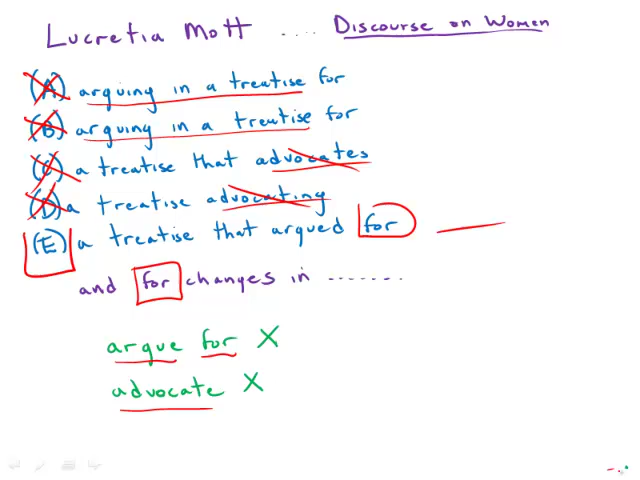 Lucretia Mott .... Discourse on Women
(A) arguing in a treatise for
(B) arguing in a treatise for
(C) a treatise that advocates
(D) a treatise advocating
(E) a treatise that argued for
and for changes in .......
argue for X
advocate X